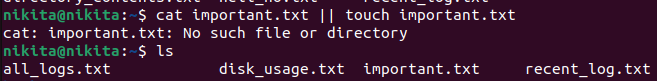 nikita@nikita:~$ cat important.txt || touch important.txt
cat: important.txt: No such file or directory
nikita@nikita:~$ ls
all_logs.txt disk_usage.txt important.txt recent_log.txt